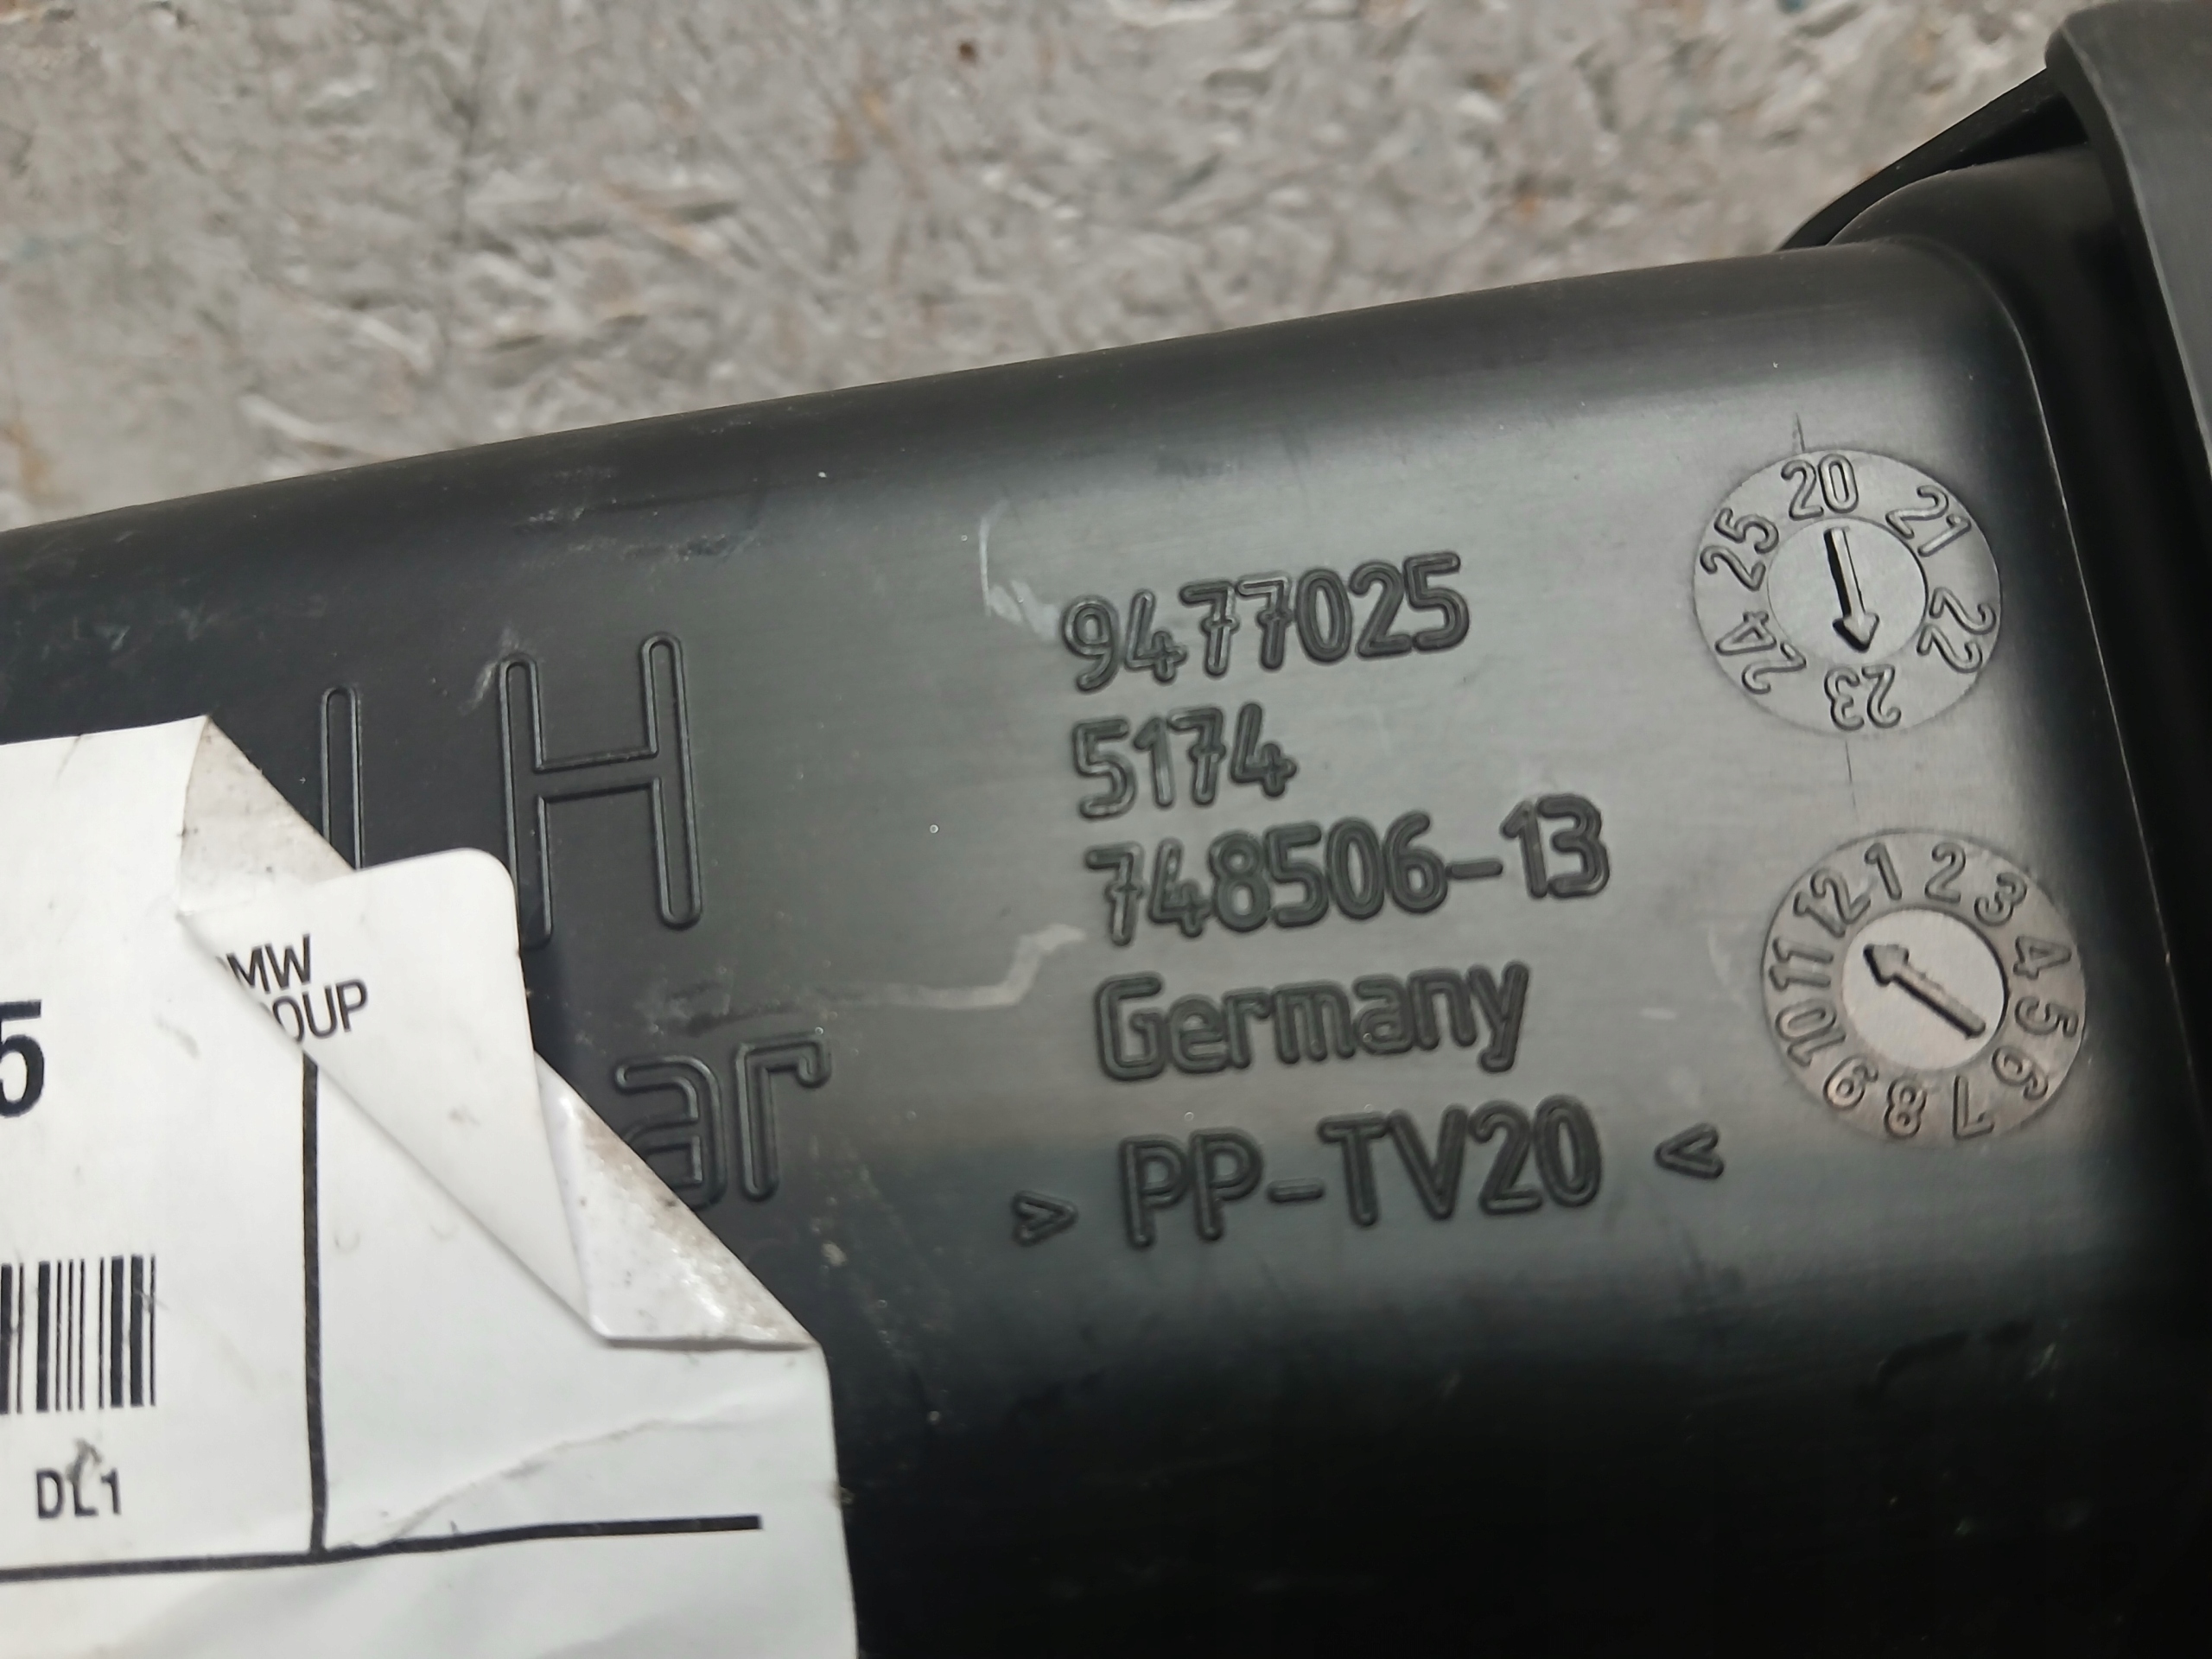 9477025
5174
748506-13
Germany
> PP-TV20 <
20 21 22 23 24 25
1 2 3 4 5 6 7 8 9 10 11 12
H
ar
MW
OUP
5
DL1